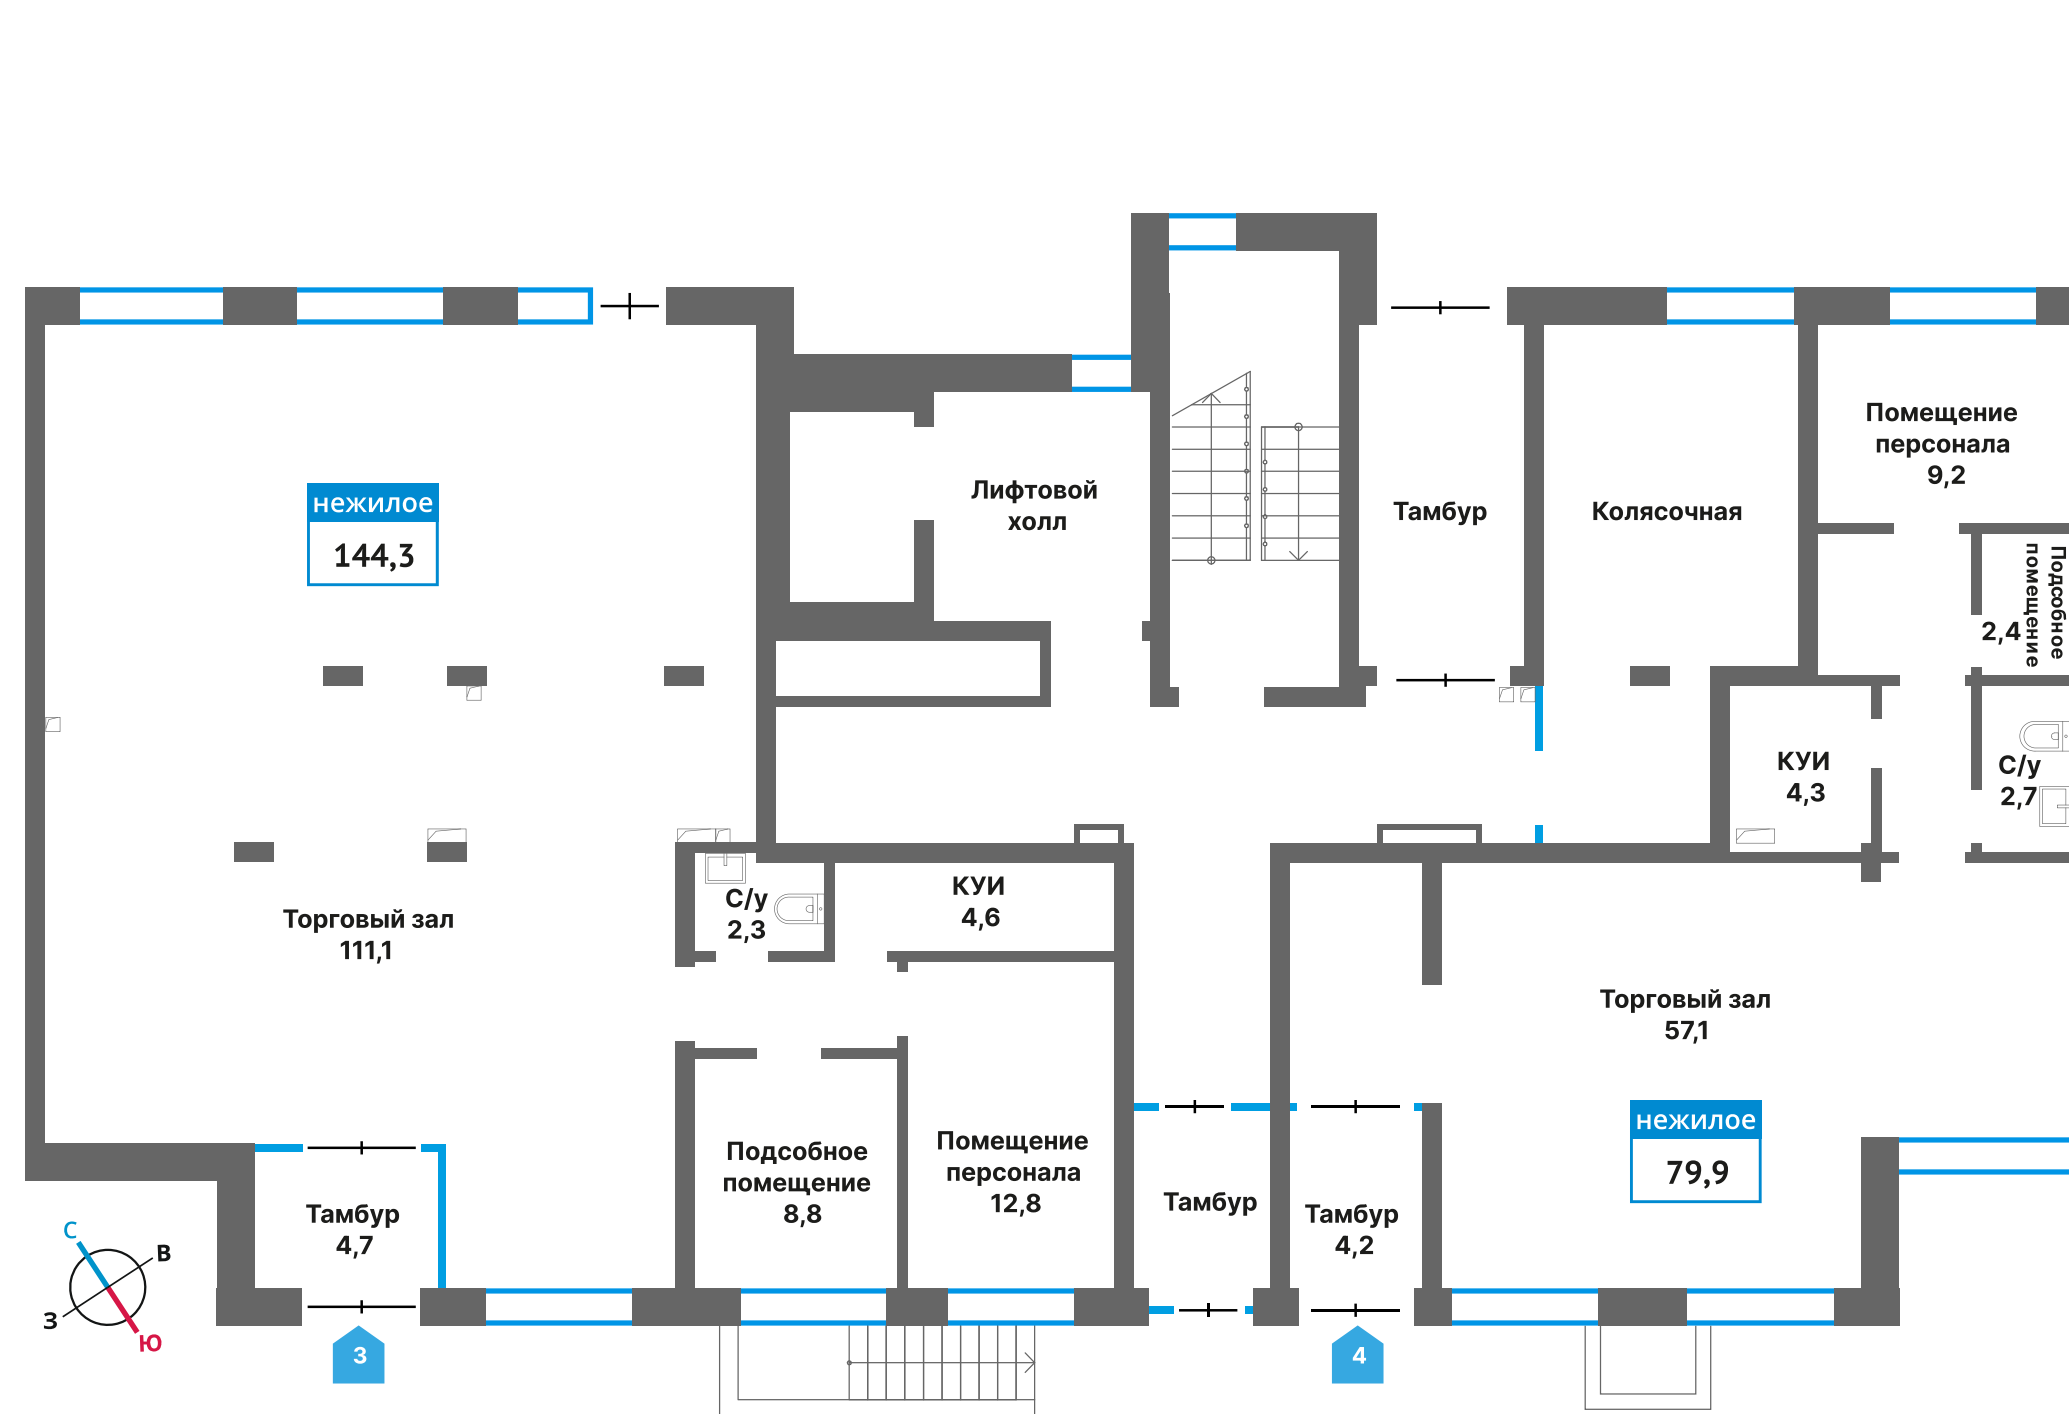 Помещение
персонала
9,2
нежилое
144,3
Лифтовой
холл
Тамбур
Колясочная
Подсобное
помещение
2,4
КУИ
4,3
С/у
2,7
Торговый зал
111,1
С/у
2,3
КУИ
4,6
Торговый зал
57,1
нежилое
79,9
Подсобное
помещение
8,8
Помещение
персонала
12,8
Тамбур
Тамбур
4,2
Тамбур
4,7
С
В
З
Ю
3
4